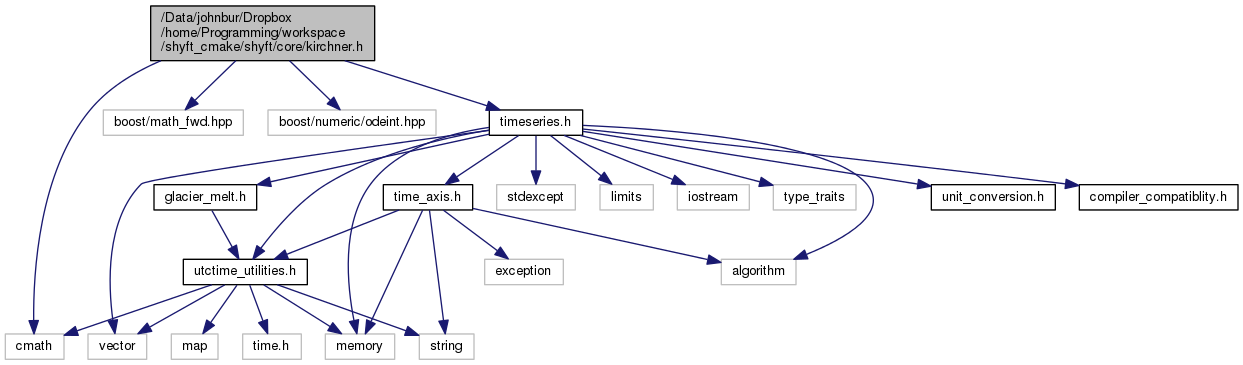 /Data/johnbur/Dropbox
/home/Programming/workspace
/shyft_cmake/shyft/core/kirchner.h
boost/math_fwd.hpp
boost/numeric/odeint.hpp
timeseries.h
glacier_melt.h
time_axis.h
stdexcept
limits
iostream
type_traits
unit_conversion.h
compiler_compatiblity.h
utctime_utilities.h
exception
algorithm
cmath
vector
map
time.h
memory
string